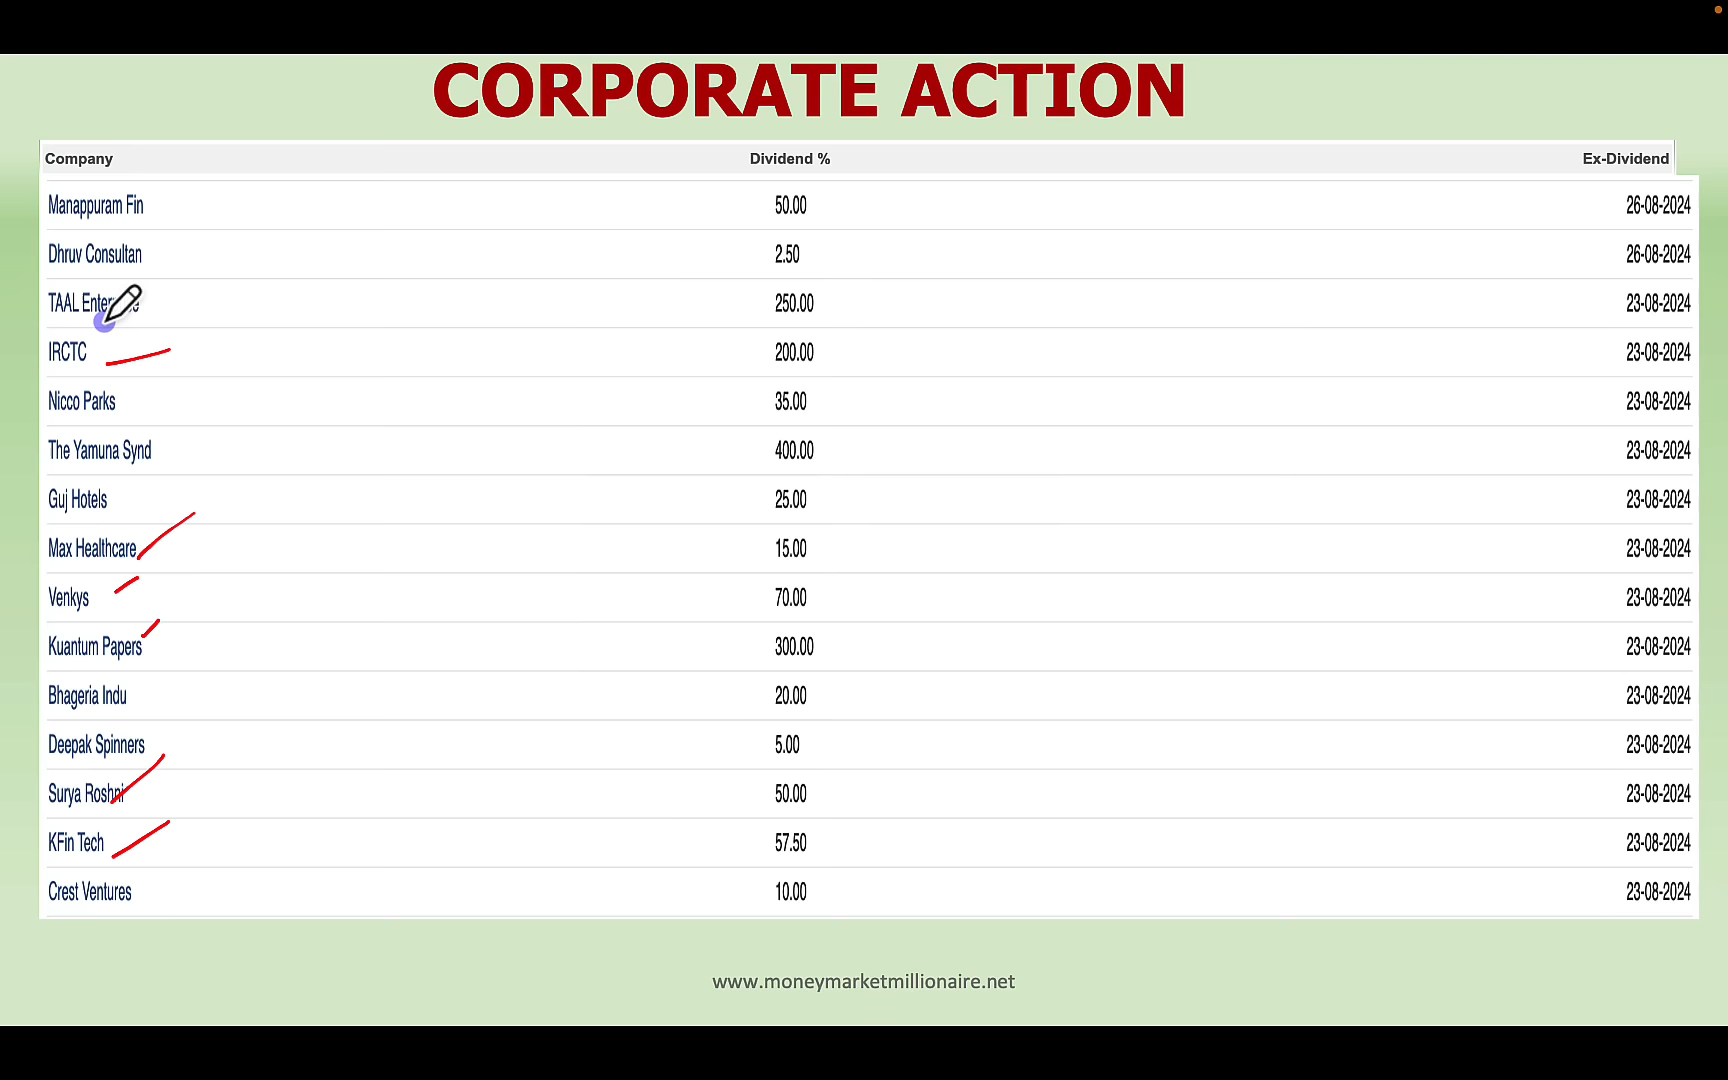 CORPORATE ACTION
Company Dividend % Ex-Dividend
Manappuram Fin 50.00 26-08-2024
Dhruv Consultan 2.50 26-08-2024
TAAL 250.00 23-08-2024
IRCTC 200.00 23-08-2024
Nicco Parks 35.00 23-08-2024
The Yamuna Synd 400.00 23-08-2024
Guj Hotels 25.00 23-08-2024
Max Healthcare 15.00 23-08-2024
Venkys 70.00 23-08-2024
Kuantum Papers 300.00 23-08-2024
Bhageria Indu 20.00 23-08-2024
Deepak Spinners 5.00 23-08-2024
Surya Roshni 50.00 23-08-2024
KFin Tech 57.50 23-08-2024
Crest Ventures 10.00 23-08-2024
www.moneymarketmillionaire.net